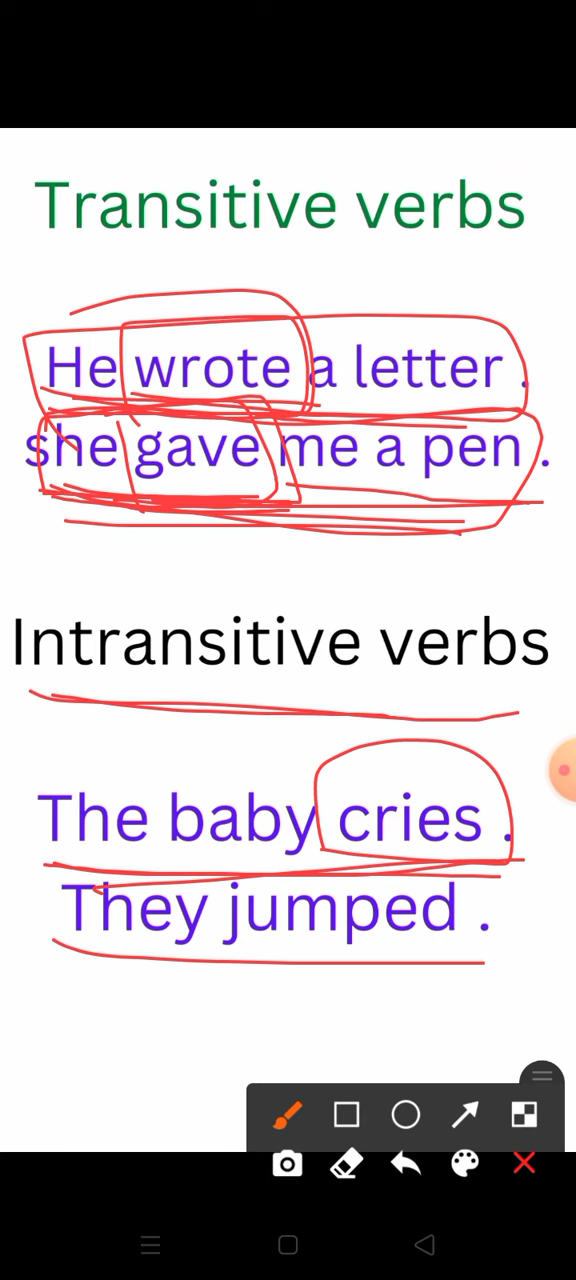 Transitive verbs
He wrote a letter .
she gave me a pen .
Intransitive verbs
The baby cries .
They jumped .